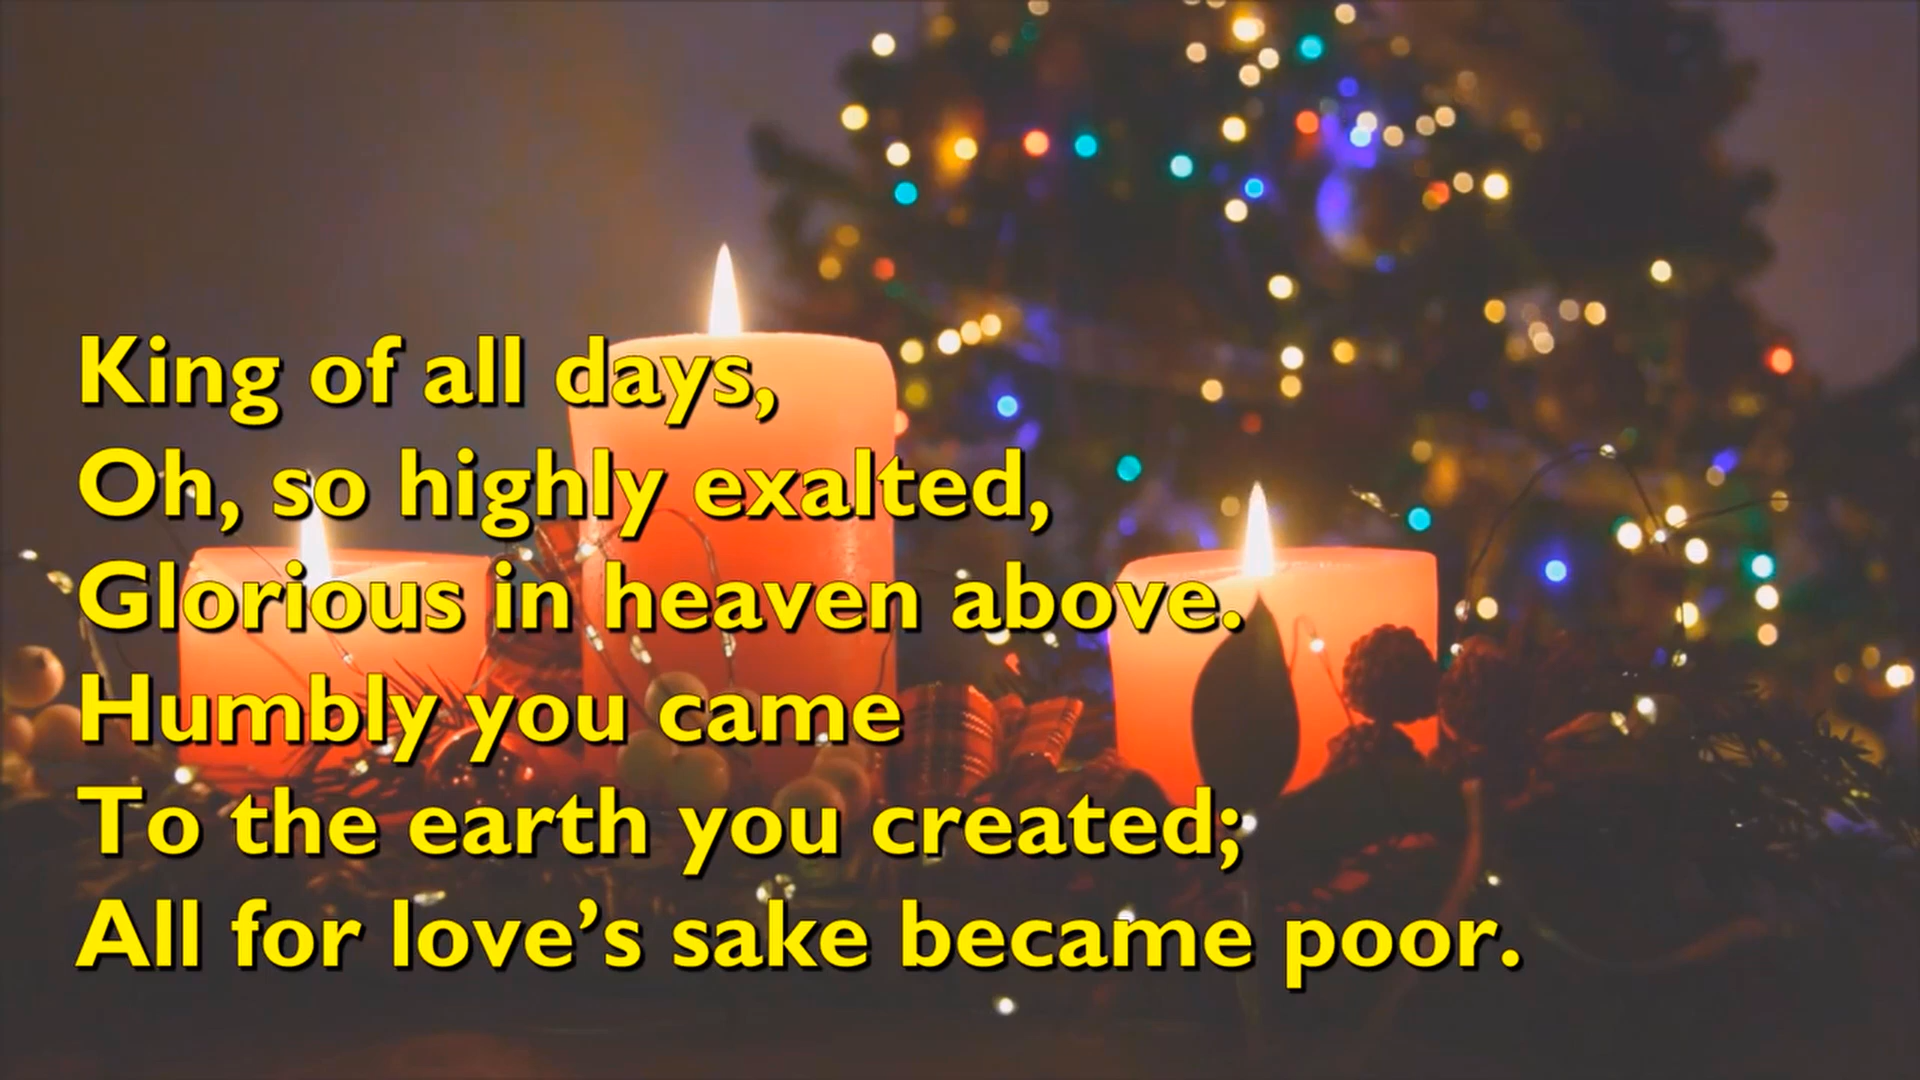 King of all days,
Oh, so highly exalted,
Glorious in heaven above.
Humbly you came
To the earth you created;
All for love’s sake became poor.